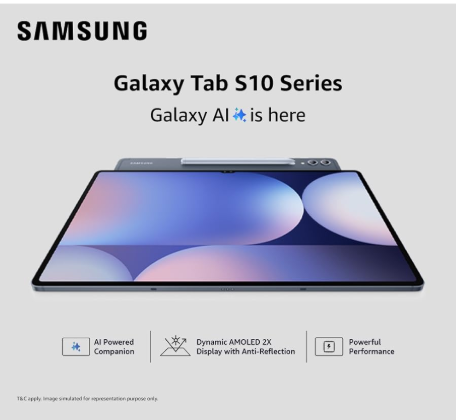 SAMSUNG
Galaxy Tab S10 Series
Galaxy AI is here
SAMSUNG
AI Powered
Companion
Dynamic AMOLED 2X
Display with Anti-Reflection
Powerful
Performance
T&C apply. Image simulated for representation purpose only.